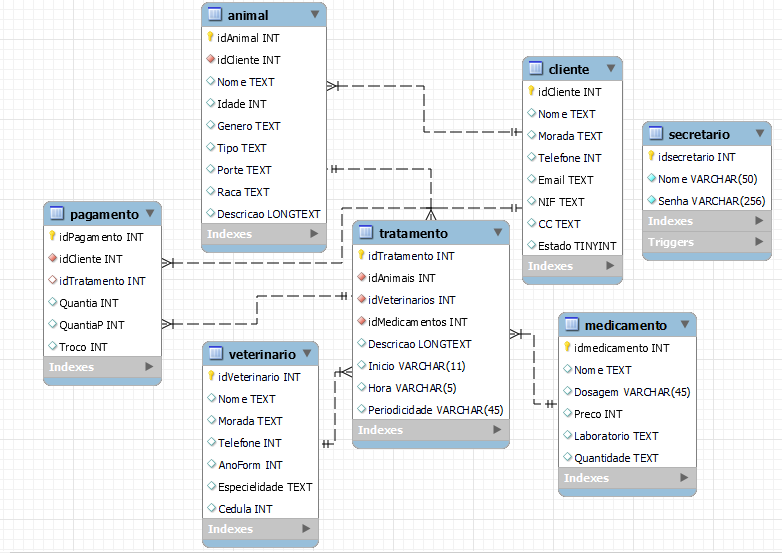 animal
idAnimal INT
idCliente INT
Nome TEXT
Idade INT
Genero TEXT
Tipo TEXT
Porte TEXT
Raca TEXT
Descricao LONGTEXT
Indexes
cliente
idCliente INT
Nome TEXT
Morada TEXT
Telefone INT
Email TEXT
NIF TEXT
CC TEXT
Estado TINYINT
Indexes
secretario
idsecretario INT
Nome VARCHAR(50)
Senha VARCHAR(256)
Indexes
Triggers
pagamento
idPagamento INT
idCliente INT
idTratamento INT
Quantia INT
QuantiaP INT
Troco INT
Indexes
tratamento
idTratamento INT
idAnimais INT
idVeterinarios INT
idMedicamentos INT
Descricao LONGTEXT
Inicio VARCHAR(11)
Hora VARCHAR(5)
Periodicidade VARCHAR(45)
Indexes
veterinario
idVeterinario INT
Nome TEXT
Morada TEXT
Telefone INT
AnoForm INT
Especielidade TEXT
Cedula INT
Indexes
medicamento
idmedicamento INT
Nome TEXT
Dosagem VARCHAR(45)
Preco INT
Laboratorio TEXT
Quantidade TEXT
Indexes